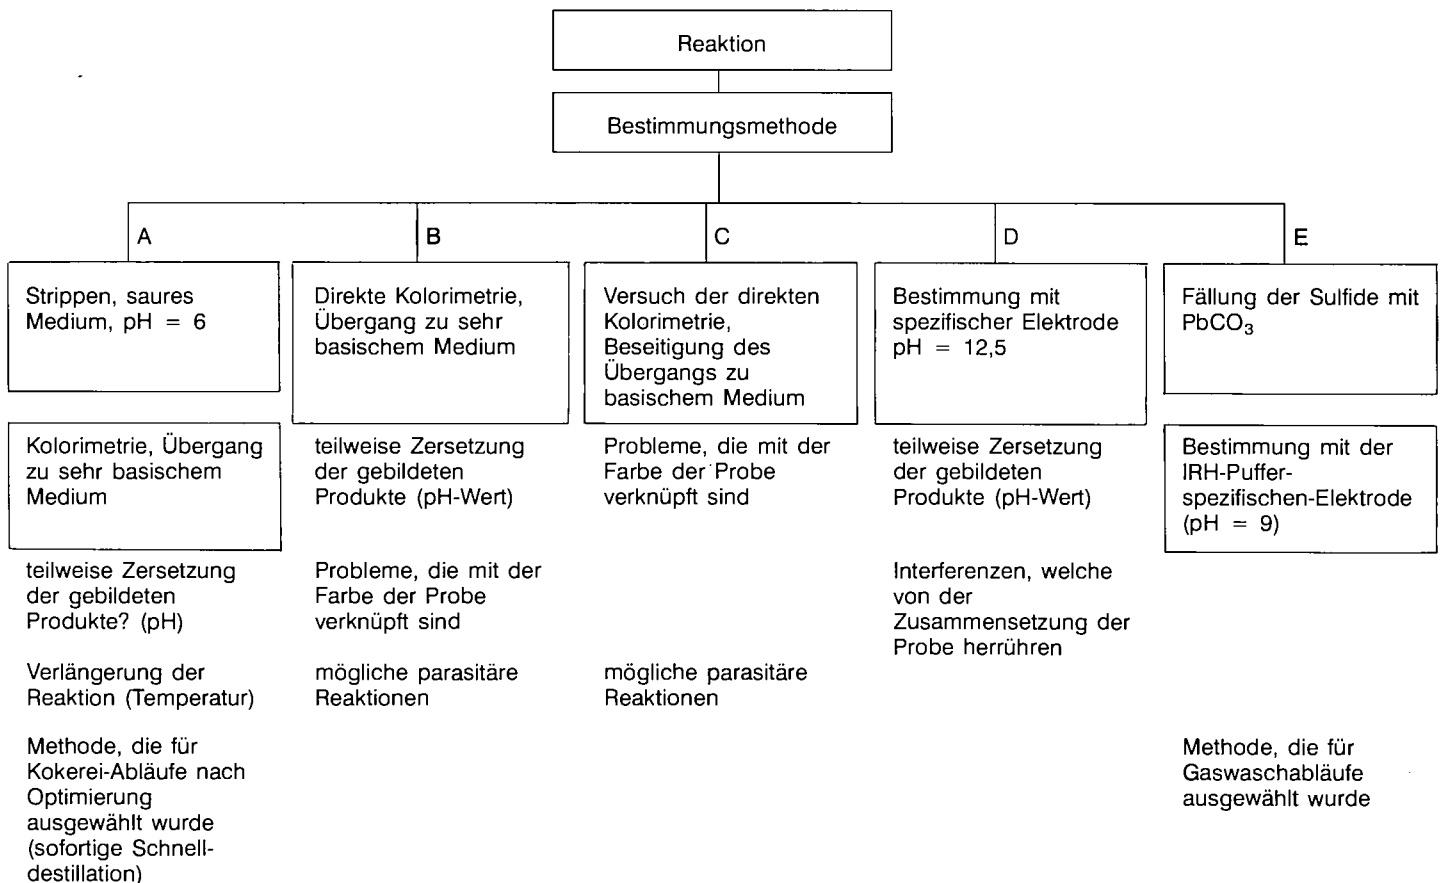 Reaktion
Bestimmungsmethode
A
Strippen, saures
Medium, pH = 6
Kolorimetrie, Übergang
zu sehr basischem
Medium
teilweise Zersetzung
der gebildeten
Produkte? (pH)
Verlängerung der
Reaktion (Temperatur)
Methode, die für
Kokerei-Abläufe nach
Optimierung
ausgewählt wurde
(sofortige Schnell-
destillation)
B
Direkte Kolorimetrie,
Übergang zu sehr
basischem Medium
teilweise Zersetzung
der gebildeten
Produkte (pH-Wert)
Probleme, die mit der
Farbe der Probe
verknüpft sind
mögliche parasitäre
Reaktionen
C
Versuch der direkten
Kolorimetrie,
Beseitigung des
Übergangs zu
basischem Medium
Probleme, die mit der
Farbe der Probe
verknüpft sind
mögliche parasitäre
Reaktionen
D
Bestimmung mit
spezifischer Elektrode
pH = 12,5
teilweise Zersetzung
der gebildeten
Produkte (pH-Wert)
Interferenzen, welche
von der
Zusammensetzung der
Probe herrühren
E
Fällung der Sulfide mit
PbCO₃
Bestimmung mit der
IRH-Puffer-
spezifischen-Elektrode
(pH = 9)
Methode, die für
Gaswaschabläufe
ausgewählt wurde